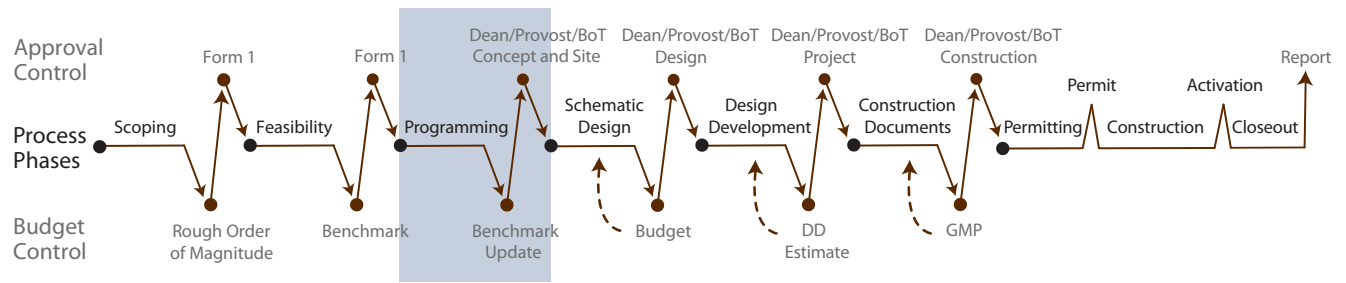 Approval
Control
Form 1
Form 1
Dean/Provost/BoT
Concept and Site
Dean/Provost/BoT
Design
Dean/Provost/BoT
Project
Dean/Provost/BoT
Construction
Report
Permit
Activation
Process
Phases
Scoping
Feasibility
Programming
Schematic
Design
Design
Development
Construction
Documents
Permitting
Construction
Closeout
Budget
Control
Rough Order
of Magnitude
Benchmark
Benchmark
Update
Budget
DD
Estimate
GMP